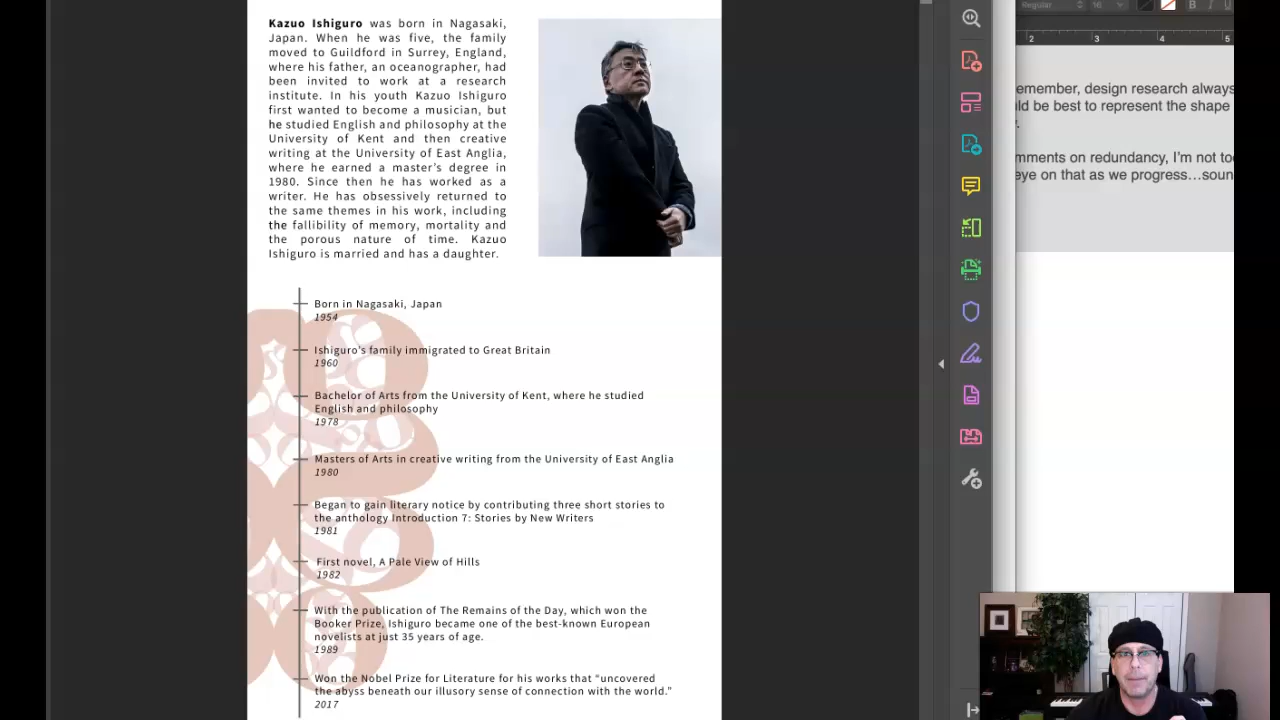 Kazuo Ishiguro was born in Nagasaki,
Japan. When he was five, the family
moved to Guildford in Surrey, England,
where his father, an oceanographer, had
been invited to work at a research
institute. In his youth Kazuo Ishiguro
first wanted to become a musician, but
he studied English and philosophy at the
University of Kent and then creative
writing at the University of East Anglia,
where he earned a master's degree in
1980. Since then he has worked as a
writer. He has obsessively returned to
the same themes in his work, including
the fallibility of memory, mortality and
the porous nature of time. Kazuo
Ishiguro is married and has a daughter.
Born in Nagasaki, Japan
1954
Ishiguro's family immigrated to Great Britain
1960
Bachelor of Arts from the University of Kent, where he studied
English and philosophy
1978
Masters of Arts in creative writing from the University of East Anglia
1980
Began to gain literary notice by contributing three short stories to
the anthology Introduction 7: Stories by New Writers
1981
First novel, A Pale View of Hills
1982
With the publication of The Remains of the Day, which won the
Booker Prize, Ishiguro became one of the best-known European
novelists at just 35 years of age.
1989
Won the Nobel Prize for Literature for his works that “uncovered
the abyss beneath our illusory sense of connection with the world.”
2017
Regular 16 B I U
2 3 4 5
emember, design research always
ld be best to represent the shape
mments on redundancy, I'm not to
eye on that as we progress…soun